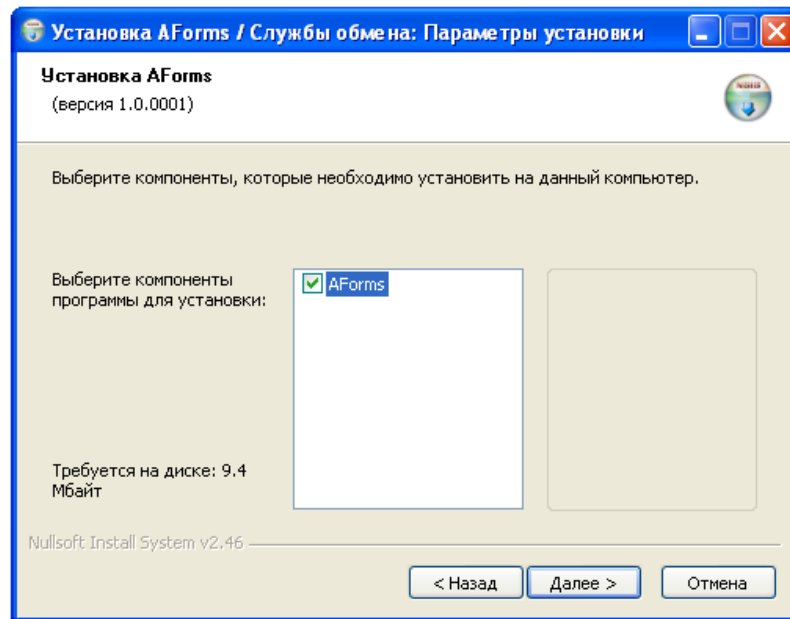 Установка AForms / Службы обмена: Параметры установки
Установка AForms
(версия 1.0.0001)
Выберите компоненты, которые необходимо установить на данный компьютер.
Выберите компоненты
программы для установки:
AForms
Требуется на диске: 9.4
Мбайт
Nullsoft Install System v2.46
< Назад
Далее >
Отмена